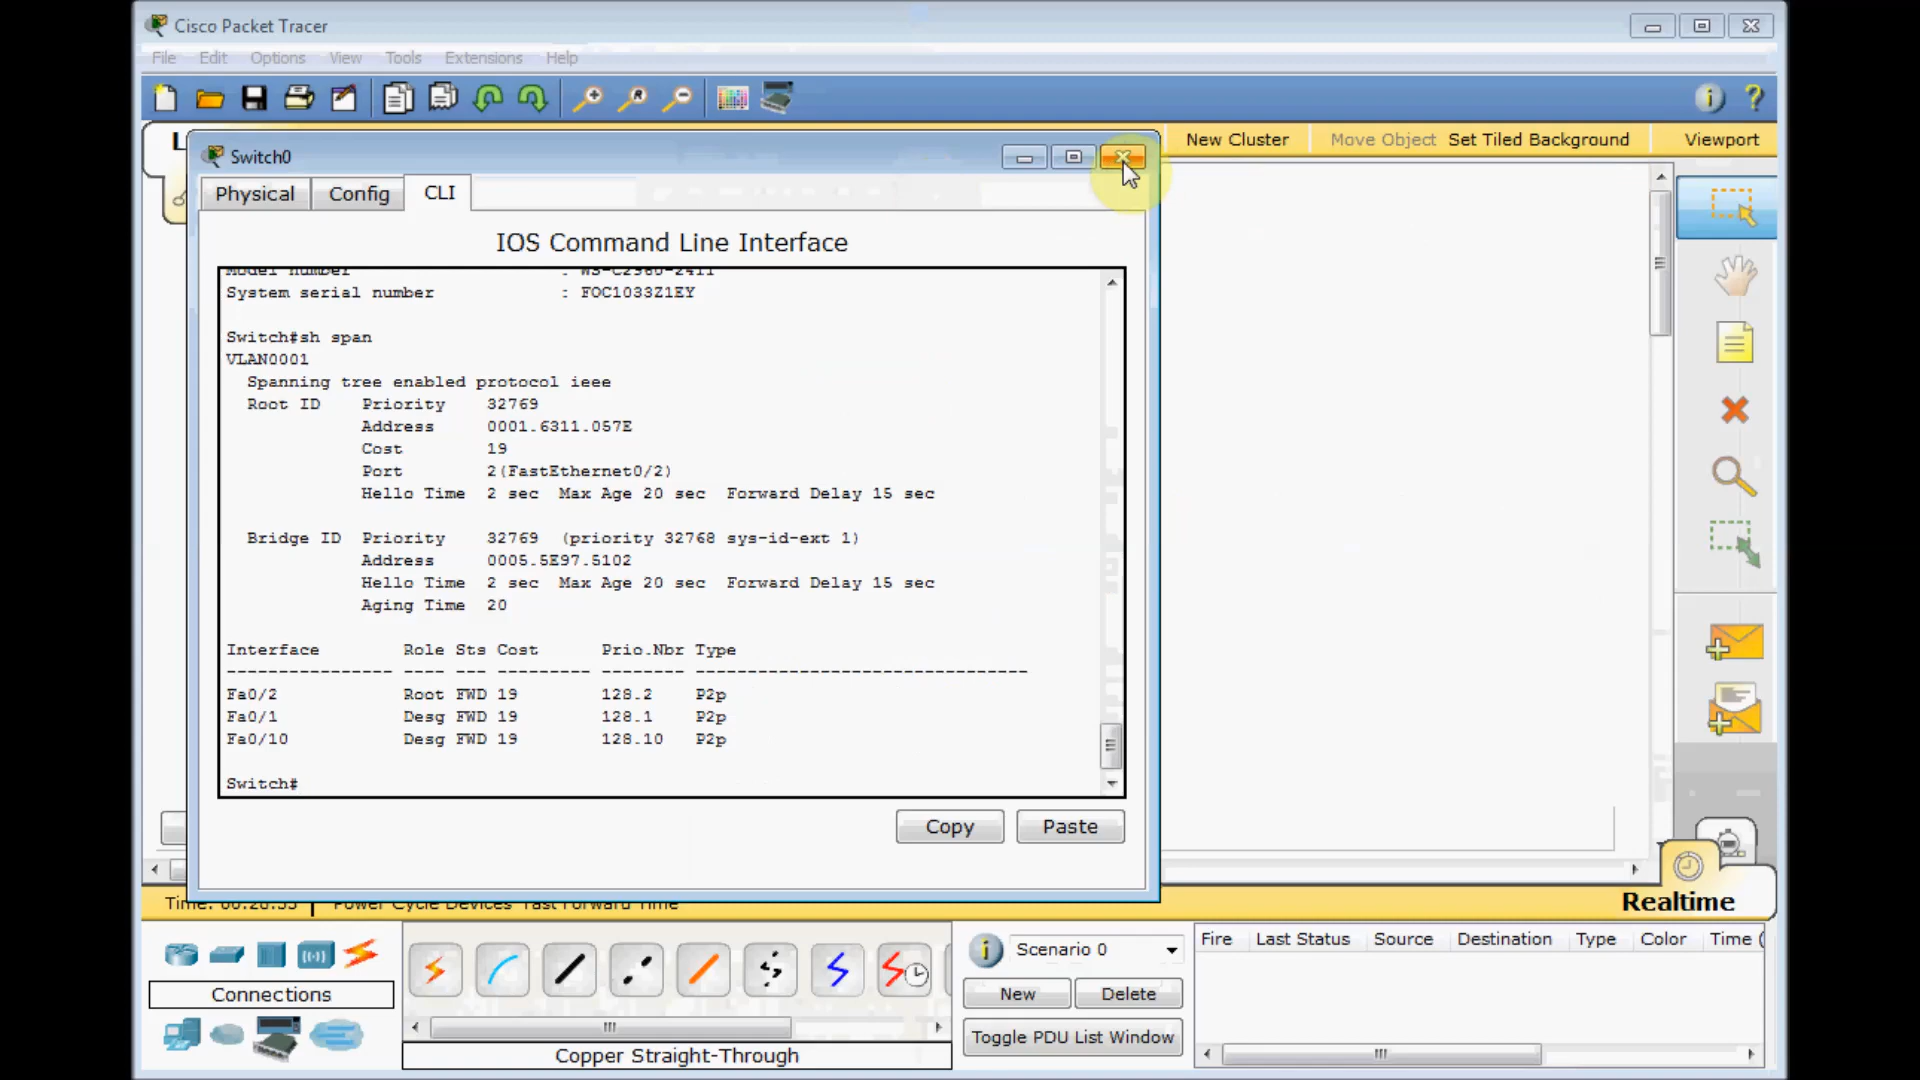 Cisco Packet Tracer
File Edit Options View Tools Extensions Help
New Cluster Move Object Set Tiled Background Viewport
Switch0
Physical Config CLI
IOS Command Line Interface
Model number : WS-C2960-24TT
System serial number : FOC1033Z1EY
Switch#sh span
VLAN0001
Spanning tree enabled protocol ieee
Root ID Priority 32769
Address 0001.6311.057E
Cost 19
Port 2(FastEthernet0/2)
Hello Time 2 sec Max Age 20 sec Forward Delay 15 sec
Bridge ID Priority 32769 (priority 32768 sys-id-ext 1)
Address 0005.5E97.5102
Hello Time 2 sec Max Age 20 sec Forward Delay 15 sec
Aging Time 20
Interface Role Sts Cost Prio.Nbr Type
---------------- ---- --- --------- -------- --------------------------------
Fa0/2 Root FWD 19 128.2 P2p
Fa0/1 Desg FWD 19 128.1 P2p
Fa0/10 Desg FWD 19 128.10 P2p
Switch#
Copy Paste
Power Cycle Devices Fast Forward Time
Realtime
Connections
Copper Straight-Through
Scenario 0
New Delete
Toggle PDU List Window
Fire Last Status Source Destination Type Color Time (